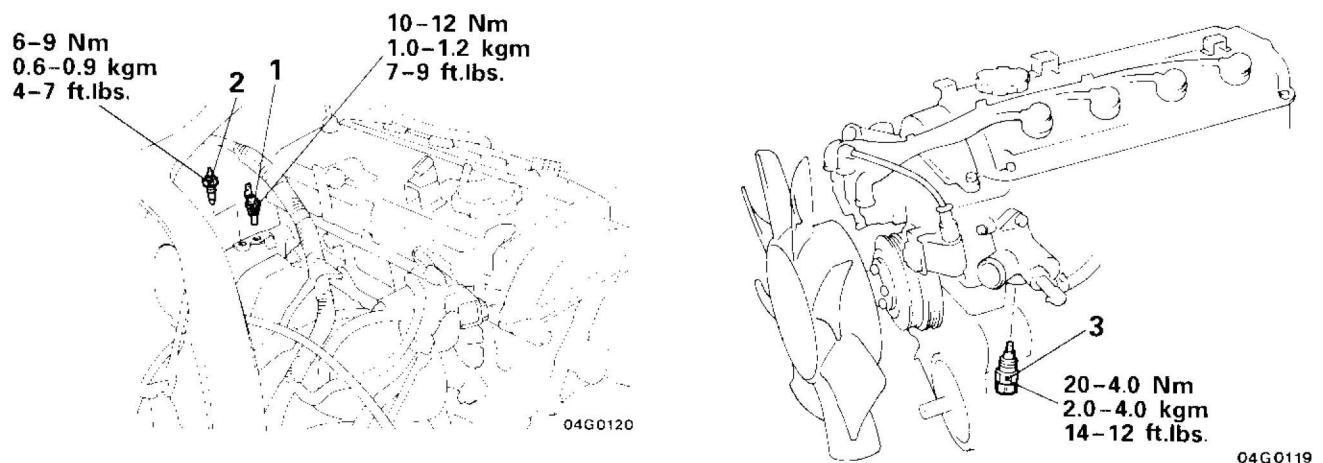 6–9 Nm
0.6–0.9 kgm
4–7 ft.lbs.
2
1
10–12 Nm
1.0–1.2 kgm
7–9 ft.lbs.
04G0120
3
20–4.0 Nm
2.0–4.0 kgm
14–12 ft.lbs.
04G0119